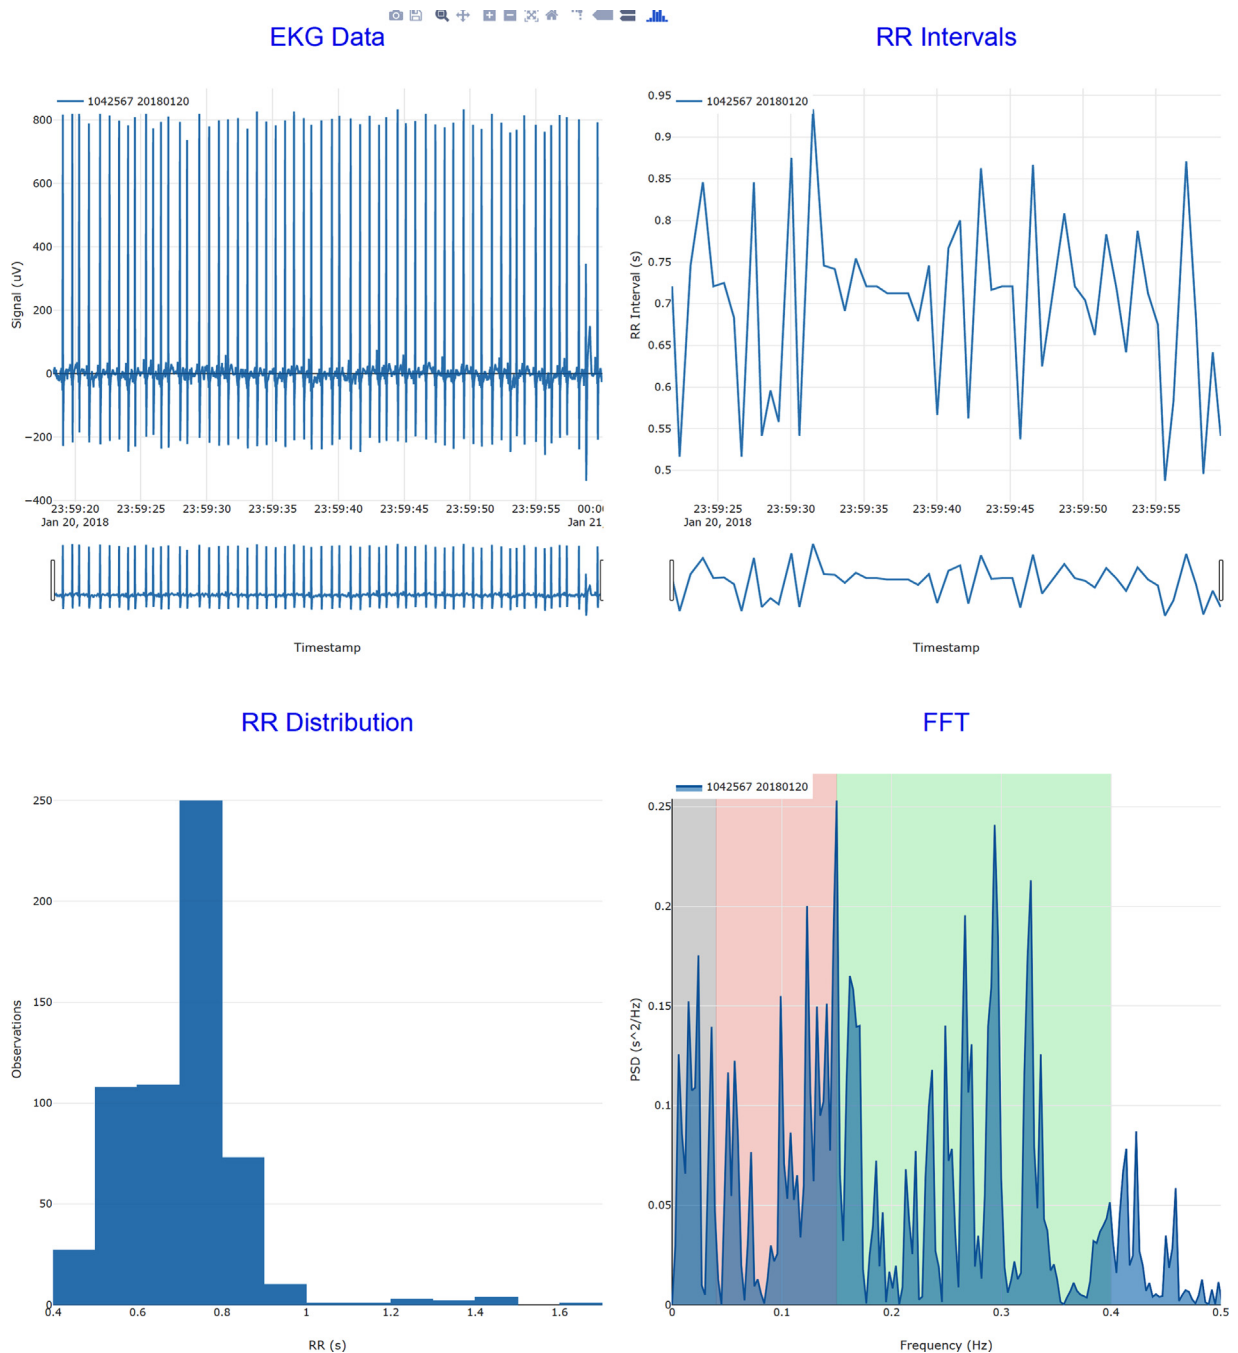 EKG Data
1042567 20180120
800
600
400
200
0
−200
−400
Signal (uV)
23:59:20 23:59:25 23:59:30 23:59:35 23:59:40 23:59:45 23:59:50 23:59:55 00:0
Jan 20, 2018 Jan 21,
Timestamp
RR Intervals
1042567 20180120
0.95
0.9
0.85
0.8
0.75
0.7
0.65
0.6
0.55
0.5
RR Interval (s)
23:59:25 23:59:30 23:59:35 23:59:40 23:59:45 23:59:50 23:59:55
Jan 20, 2018
Timestamp
RR Distribution
250
200
150
100
50
0
Observations
0.4 0.6 0.8 1 1.2 1.4 1.6
RR (s)
FFT
1042567 20180120
0.25
0.2
0.15
0.1
0.05
0
PSD (s^2/Hz)
0 0.1 0.2 0.3 0.4 0.5
Frequency (Hz)